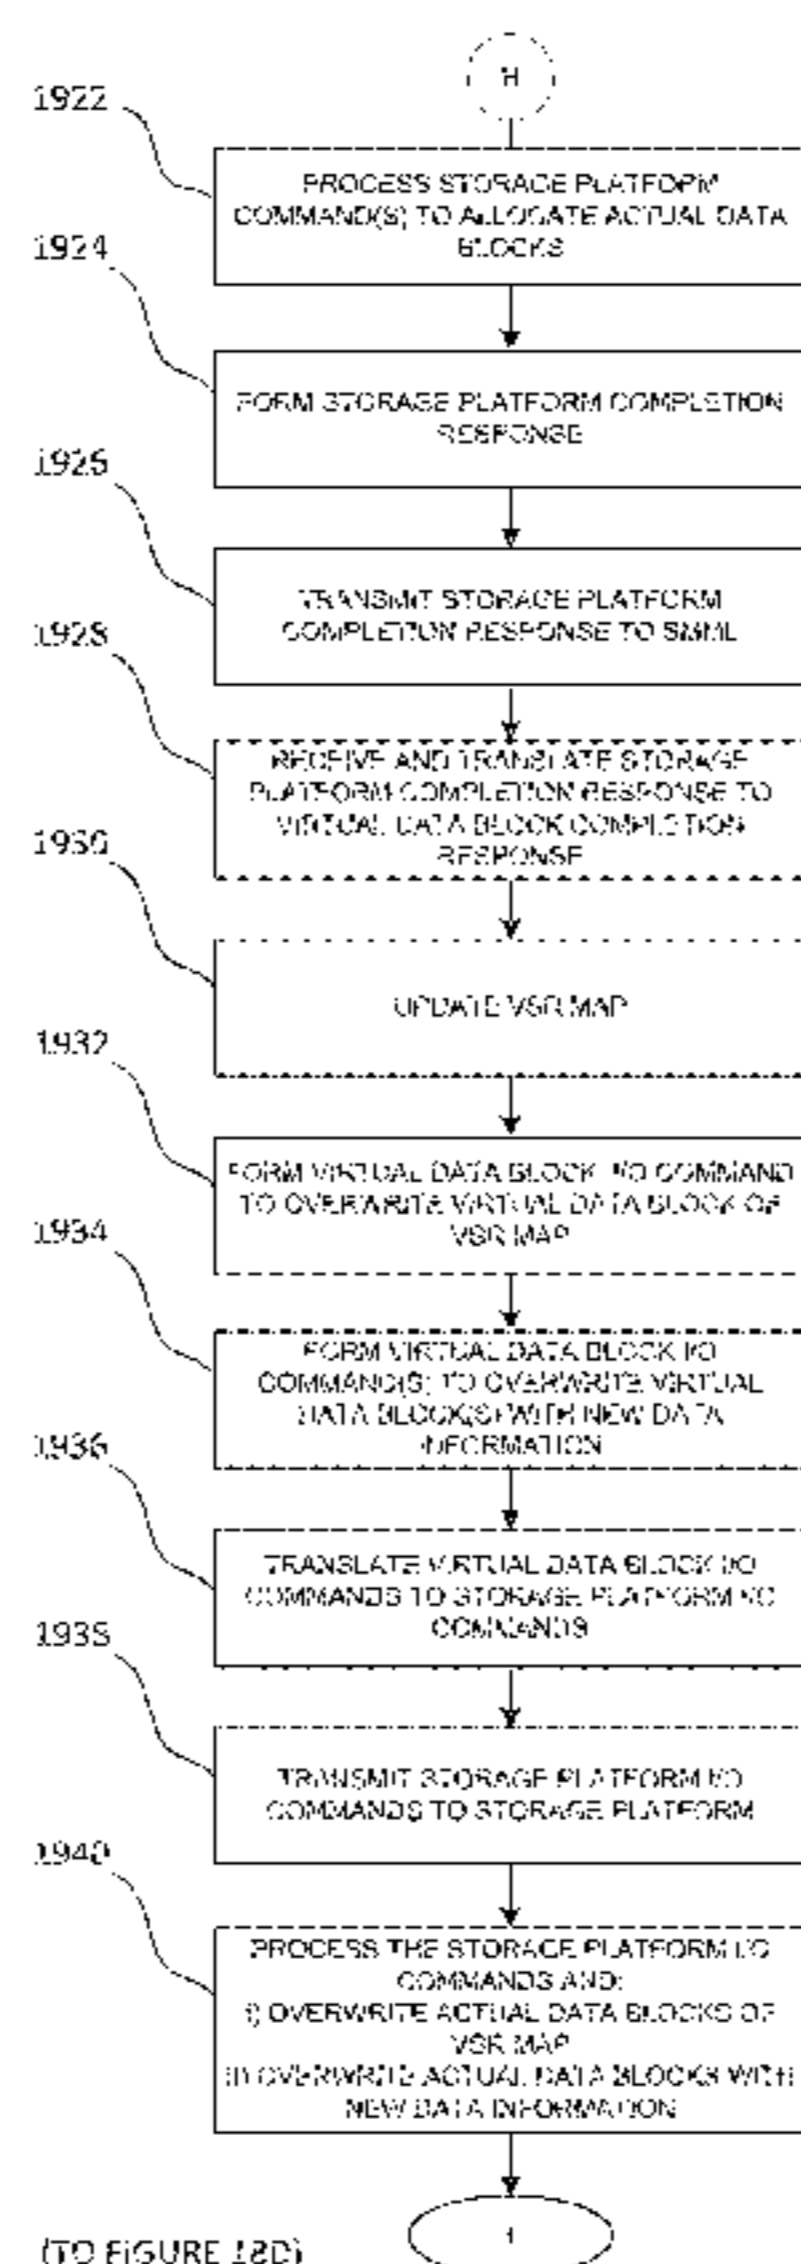 H
1922
PROCESS STORAGE PLATFORM
COMMAND(S) TO ALLOCATE ACTUAL DATA
BLOCKS
1924
FORM STORAGE PLATFORM COMPLETION
RESPONSE
1926
TRANSMIT STORAGE PLATFORM
COMPLETION RESPONSE TO SMML
1928
RECEIVE AND TRANSLATE STORAGE
PLATFORM COMPLETION RESPONSE TO
VIRTUAL DATA BLOCK COMPLETION
RESPONSE
1930
UPDATE VSR MAP
1932
FORM VIRTUAL DATA BLOCK I/O COMMAND
TO OVERWRITE VIRTUAL DATA BLOCK OF
VSR MAP
1934
FORM VIRTUAL DATA BLOCK I/O
COMMAND(S) TO OVERWRITE VIRTUAL
DATA BLOCK(S) WITH NEW DATA
INFORMATION
1936
TRANSLATE VIRTUAL DATA BLOCK I/O
COMMANDS TO STORAGE PLATFORM I/O
COMMANDS
1938
TRANSMIT STORAGE PLATFORM I/O
COMMANDS TO STORAGE PLATFORM
1940
PROCESS THE STORAGE PLATFORM I/O
COMMANDS AND:
i) OVERWRITE ACTUAL DATA BLOCKS OF
VSR MAP
ii) OVERWRITE ACTUAL DATA BLOCKS WITH
NEW DATA INFORMATION
(TO FIGURE 18D)